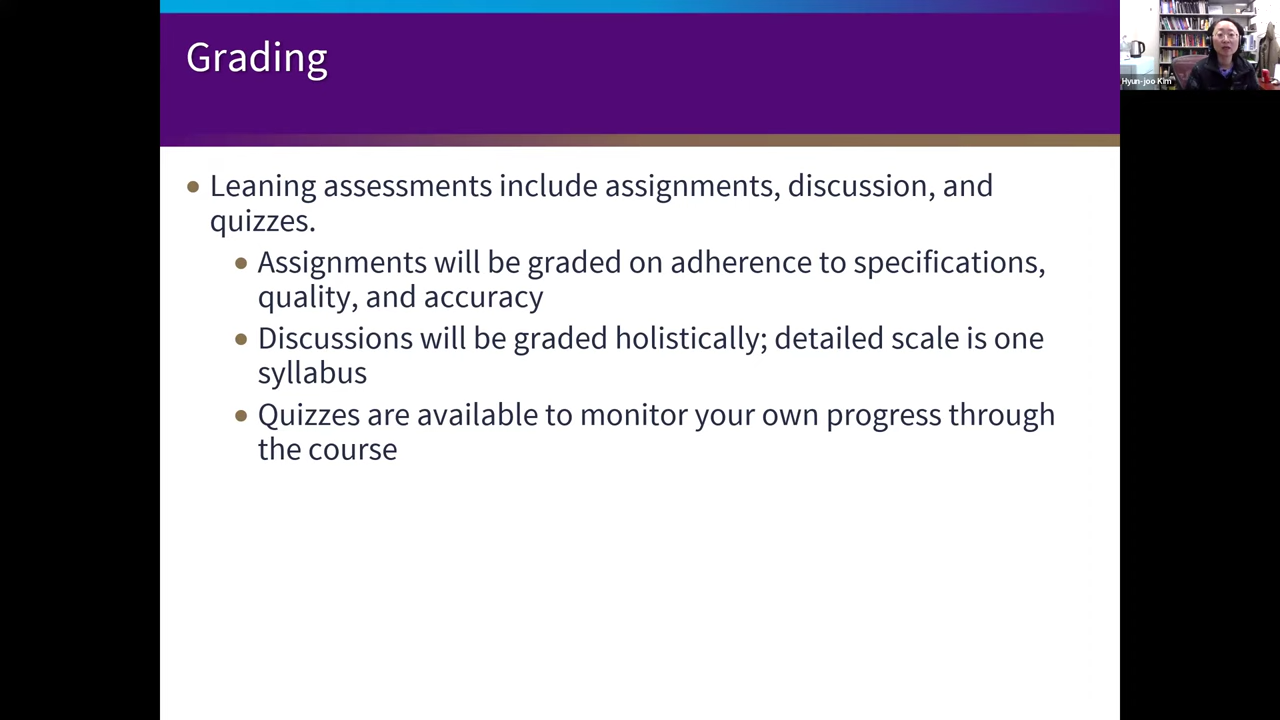 Grading
• Leaning assessments include assignments, discussion, and
quizzes.
• Assignments will be graded on adherence to specifications,
quality, and accuracy
• Discussions will be graded holistically; detailed scale is one
syllabus
• Quizzes are available to monitor your own progress through
the course
Hyun-joo Kim